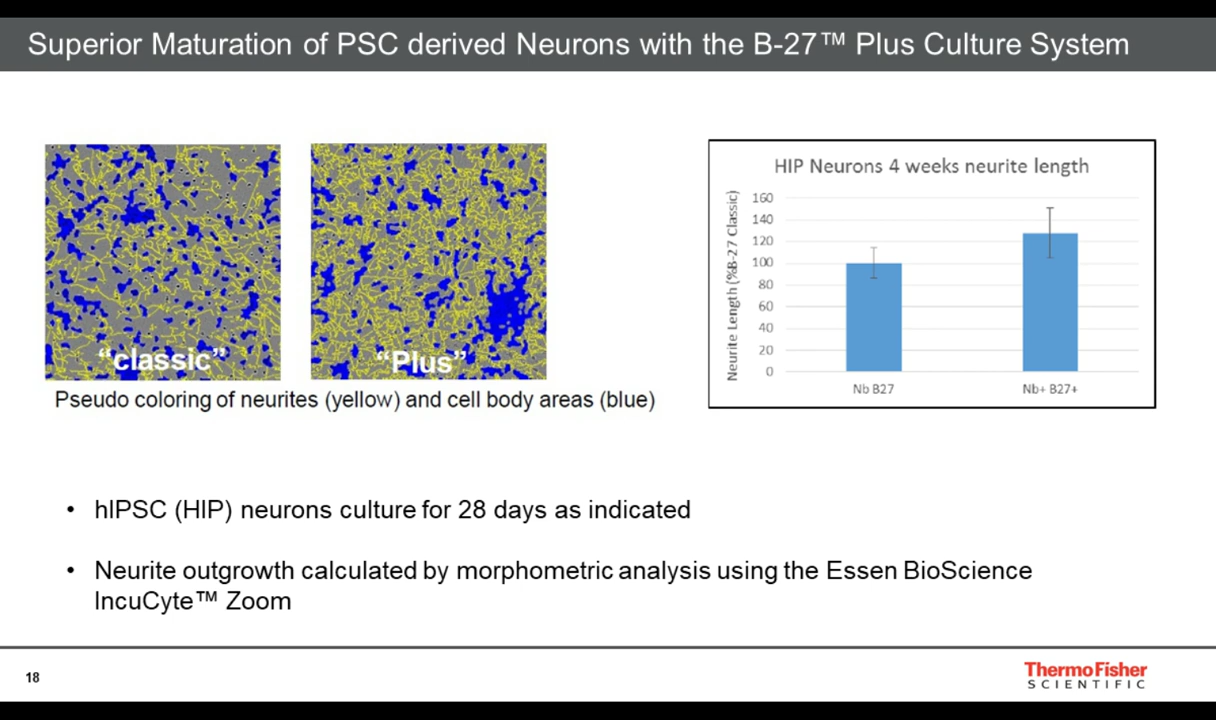 Superior Maturation of PSC derived Neurons with the B-27™ Plus Culture System
"classic"
"Plus"
Pseudo coloring of neurites (yellow) and cell body areas (blue)
HIP Neurons 4 weeks neurite length
Neurite Length (%B-27 Classic)
160
140
120
100
80
60
40
20
0
Nb B27
Nb+ B27+
• hIPSC (HIP) neurons culture for 28 days as indicated
• Neurite outgrowth calculated by morphometric analysis using the Essen BioScience
IncuCyte™ Zoom
18
ThermoFisher
SCIENTIFIC